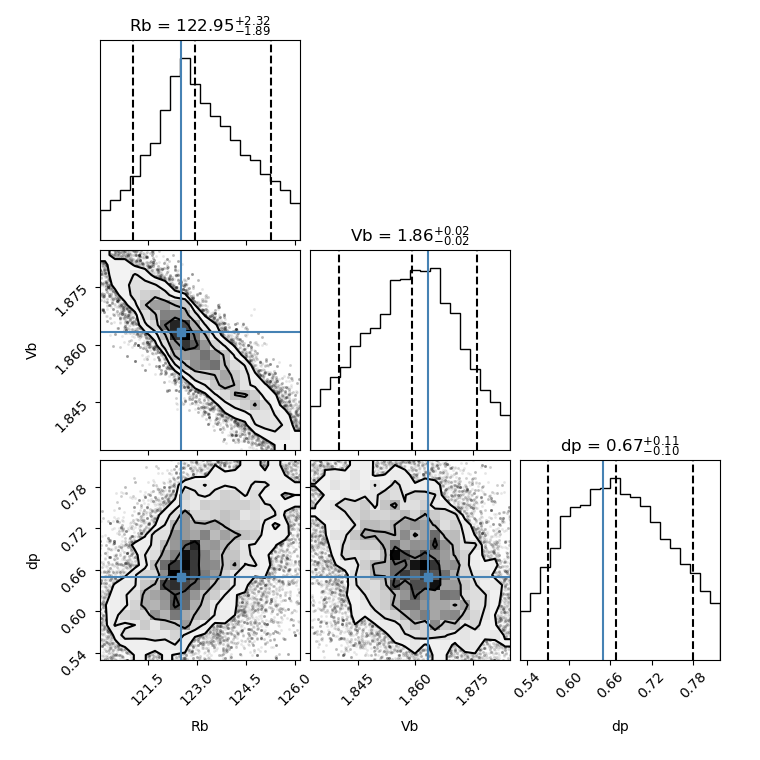 Rb = 122.95+2.32−1.89
Vb = 1.86+0.02−0.02
1.875
1.860
1.845
Vb
dp = 0.67+0.11−0.10
0.78
0.72
0.66
0.60
0.54
dp
121.5 123.0 124.5 126.0
1.845 1.860 1.875
0.54 0.60 0.66 0.72 0.78
Rb Vb dp